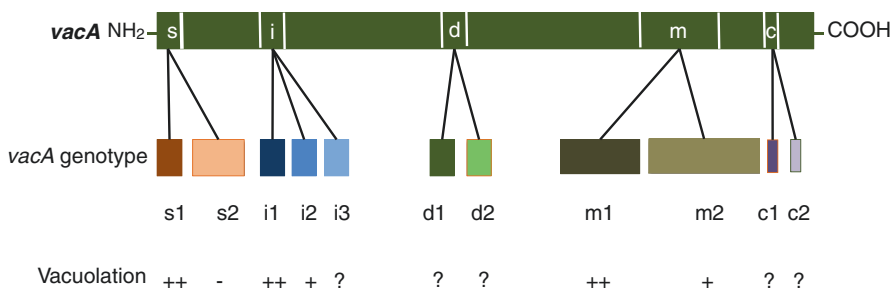 vacA NH₂ s i d m c COOH
vacA genotype
s1 s2 i1 i2 i3 d1 d2 m1 m2 c1 c2
Vacuolation ++ - ++ + ? ? ? ++ + ? ?